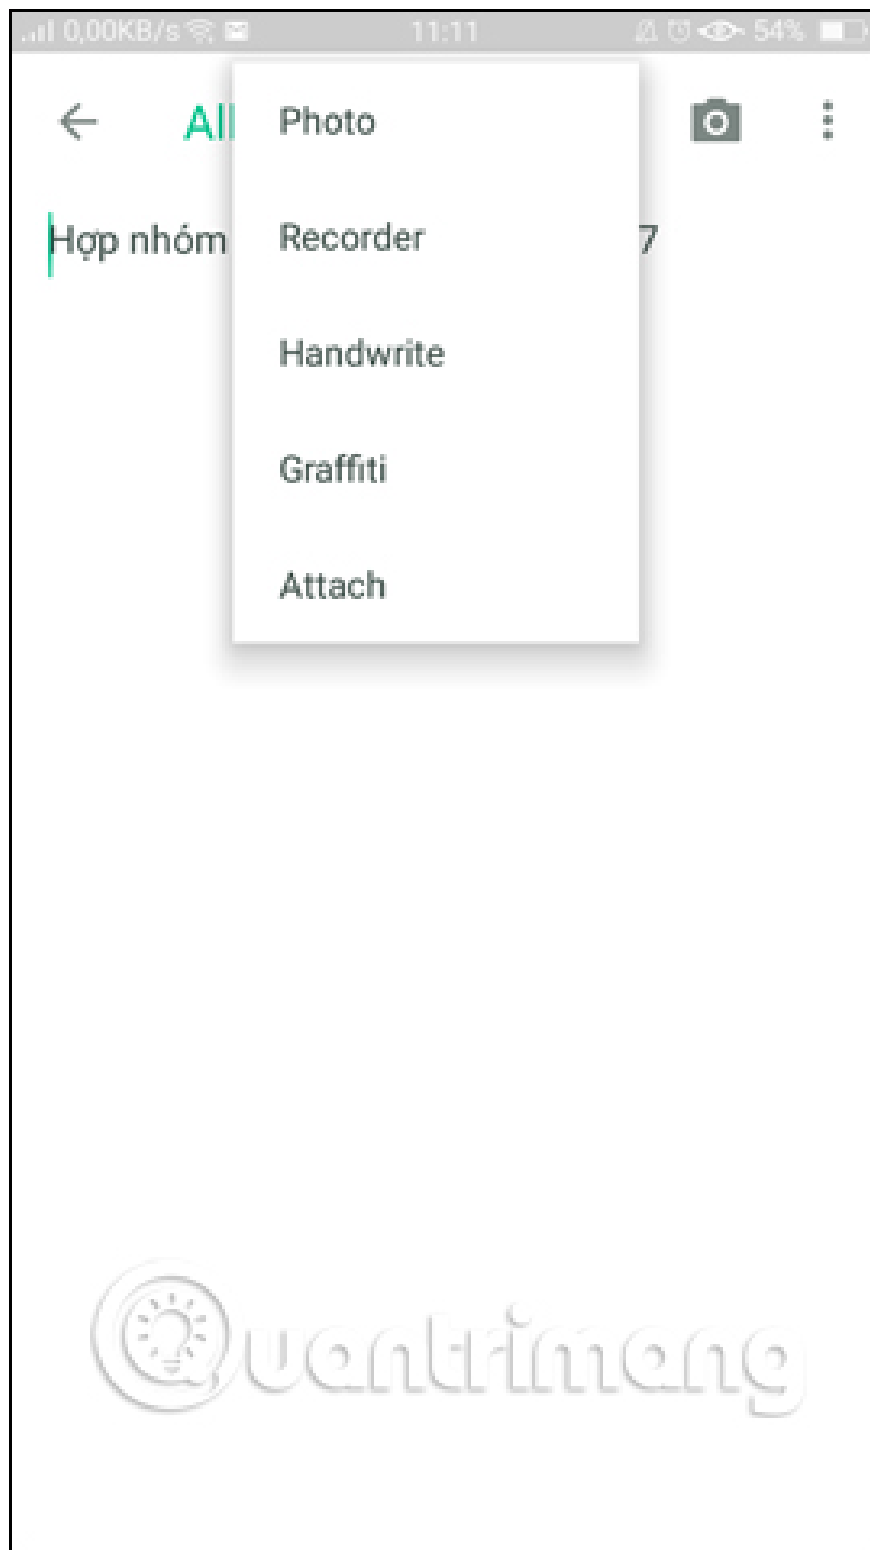 0,00KB/s 11:11 54%
All
Photo
Hợp nhóm 7
Recorder
Handwrite
Graffiti
Attach
Quantrimang